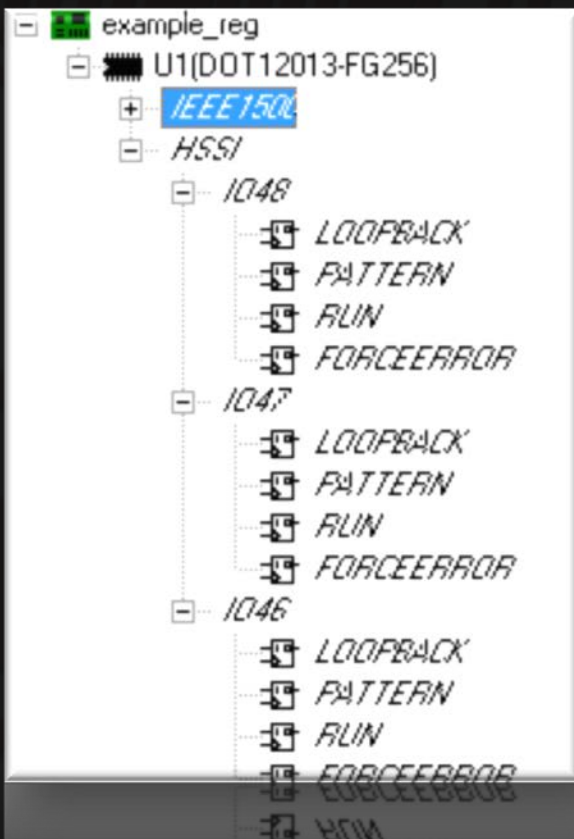 example_reg
U1(DOT12013-FG256)
IEEE1500
HSSI
IO48
LOOPBACK
PATTERN
RUN
FORCEERROR
IO47
LOOPBACK
PATTERN
RUN
FORCEERROR
IO46
LOOPBACK
PATTERN
RUN
FORCEERROR